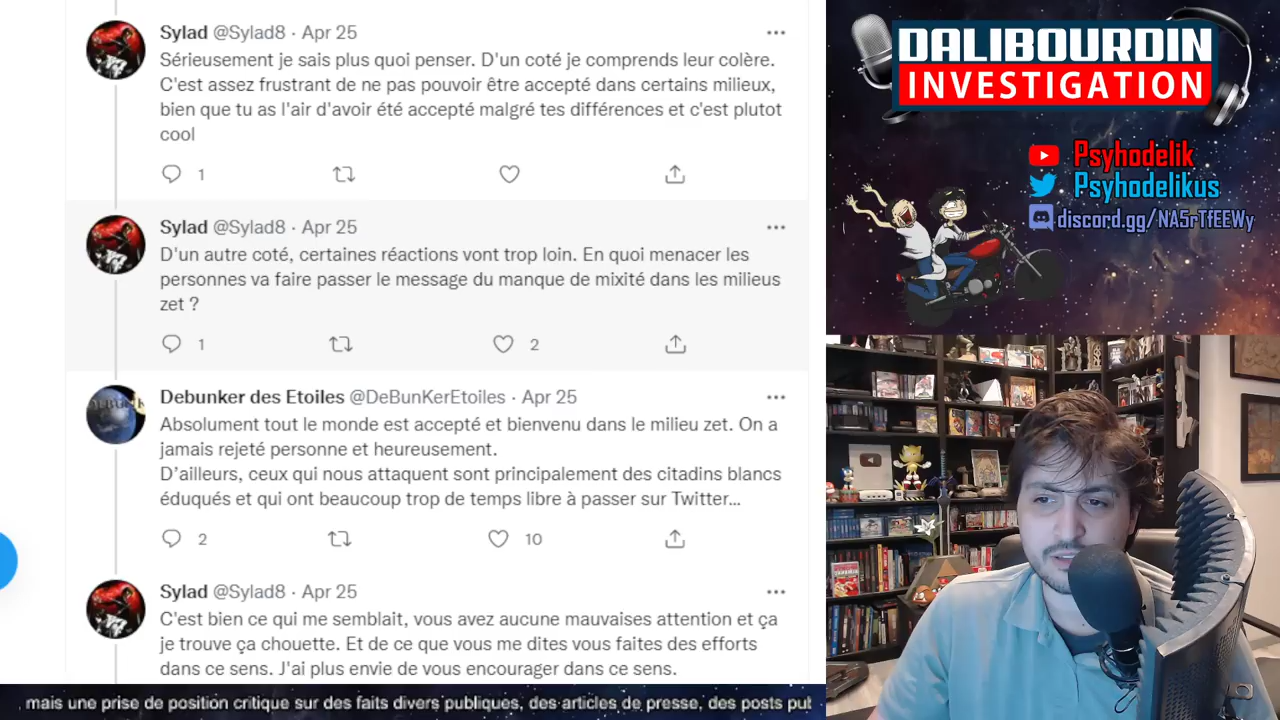 Sylad @Sylad8 · Apr 25
Sérieusement je sais plus quoi penser. D'un coté je comprends leur colère.
C'est assez frustrant de ne pas pouvoir être accepté dans certains milieux,
bien que tu as l'air d'avoir été accepté malgré tes différences et c'est plutot
cool
1
Sylad @Sylad8 · Apr 25
D'un autre coté, certaines réactions vont trop loin. En quoi menacer les
personnes va faire passer le message du manque de mixité dans les milieus
zet ?
1 2
Debunker des Etoiles @DeBunKerEtoiles · Apr 25
Absolument tout le monde est accepté et bienvenu dans le milieu zet. On a
jamais rejeté personne et heureusement.
D'ailleurs, ceux qui nous attaquent sont principalement des citadins blancs
éduqués et qui ont beaucoup trop de temps libre à passer sur Twitter...
2 10
Sylad @Sylad8 · Apr 25
C'est bien ce qui me semblait, vous avez aucune mauvaises attention et ça
je trouve ça chouette. Et de ce que vous me dites vous faites des efforts
dans ce sens. J'ai plus envie de vous encourager dans ce sens.
, mais une prise de position critique sur des faits divers publiques, des articles de presse, des posts pub
DALIBOURDIN
INVESTIGATION
Psyhodelik
Psyhodelikus
discord.gg/NA5rTfEEWy